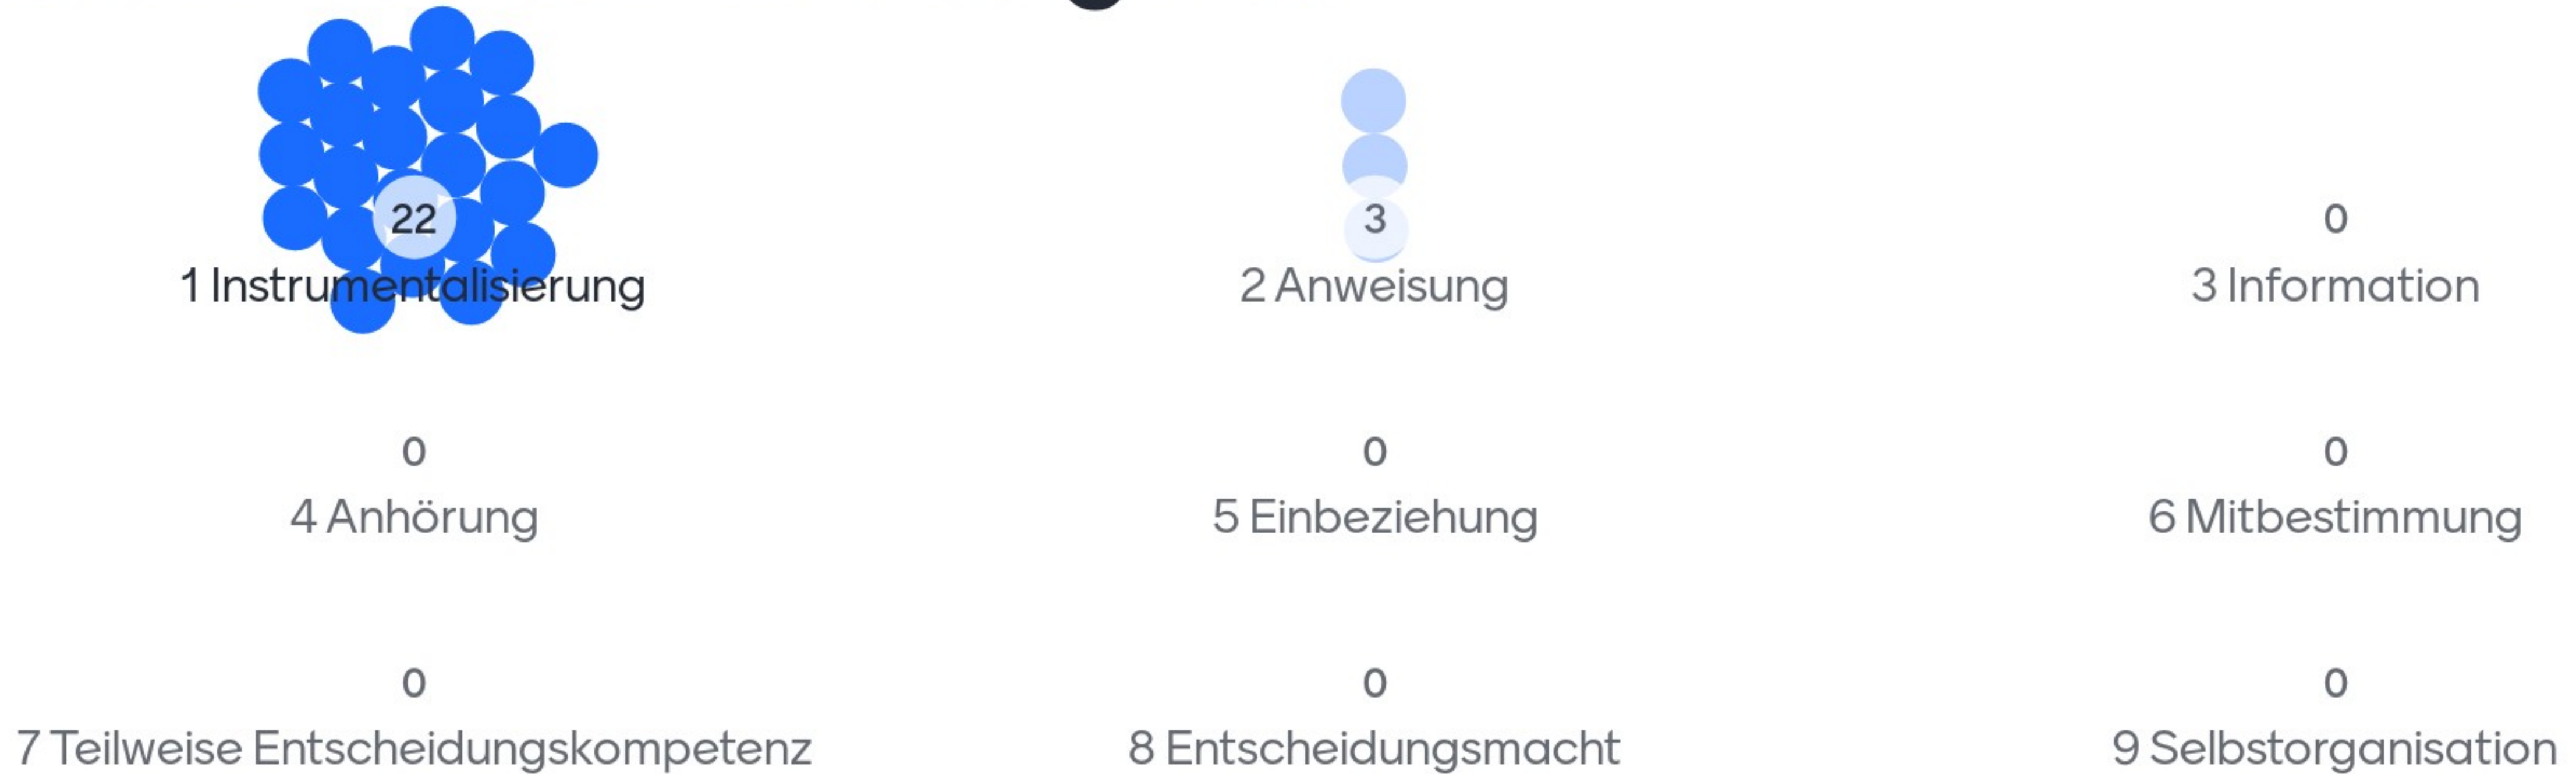 22
3
0
1 Instrumentalisierung
2 Anweisung
3 Information
0
0
0
4 Anhörung
5 Einbeziehung
6 Mitbestimmung
0
0
0
7 Teilweise Entscheidungskompetenz
8 Entscheidungsmacht
9 Selbstorganisation